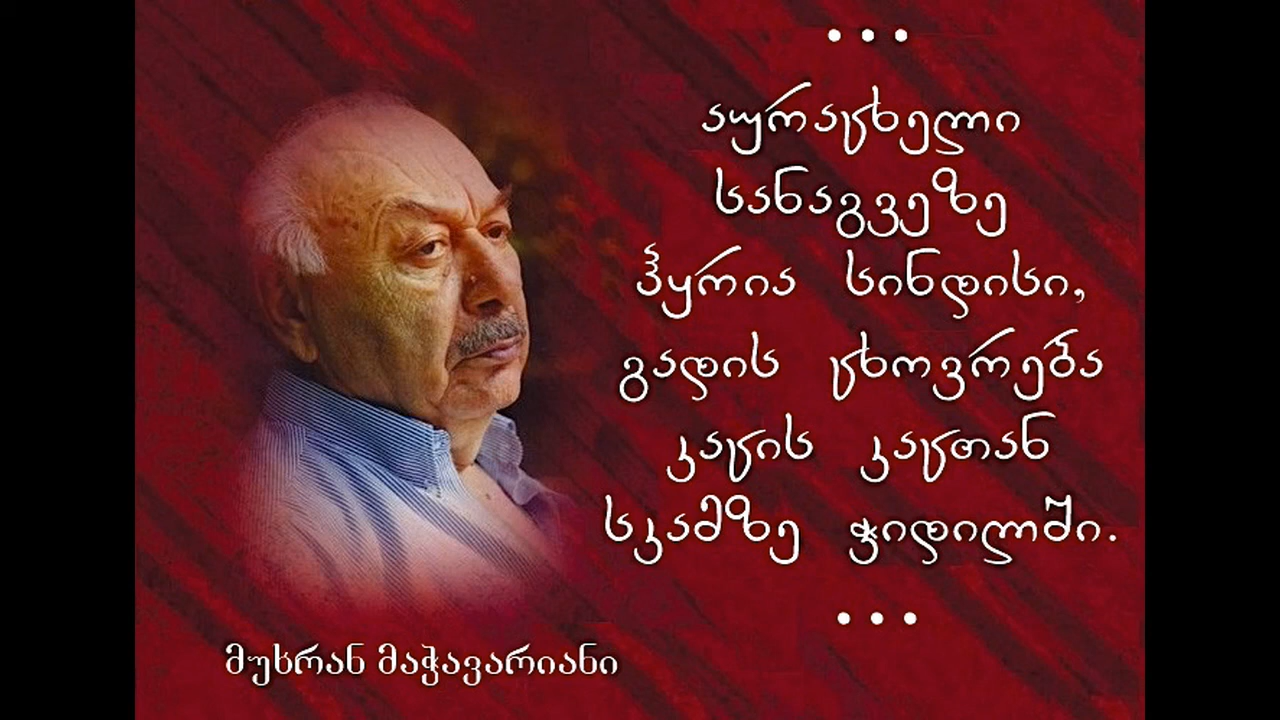 • • •
აურაცხელი
სანაგვეზე
ჰყრია სინდისი,
გადის ცხოვრება
კაცის კაცთან
სკამზე ჭიდილში.
• • •
მუხრან მაჭავარიანი